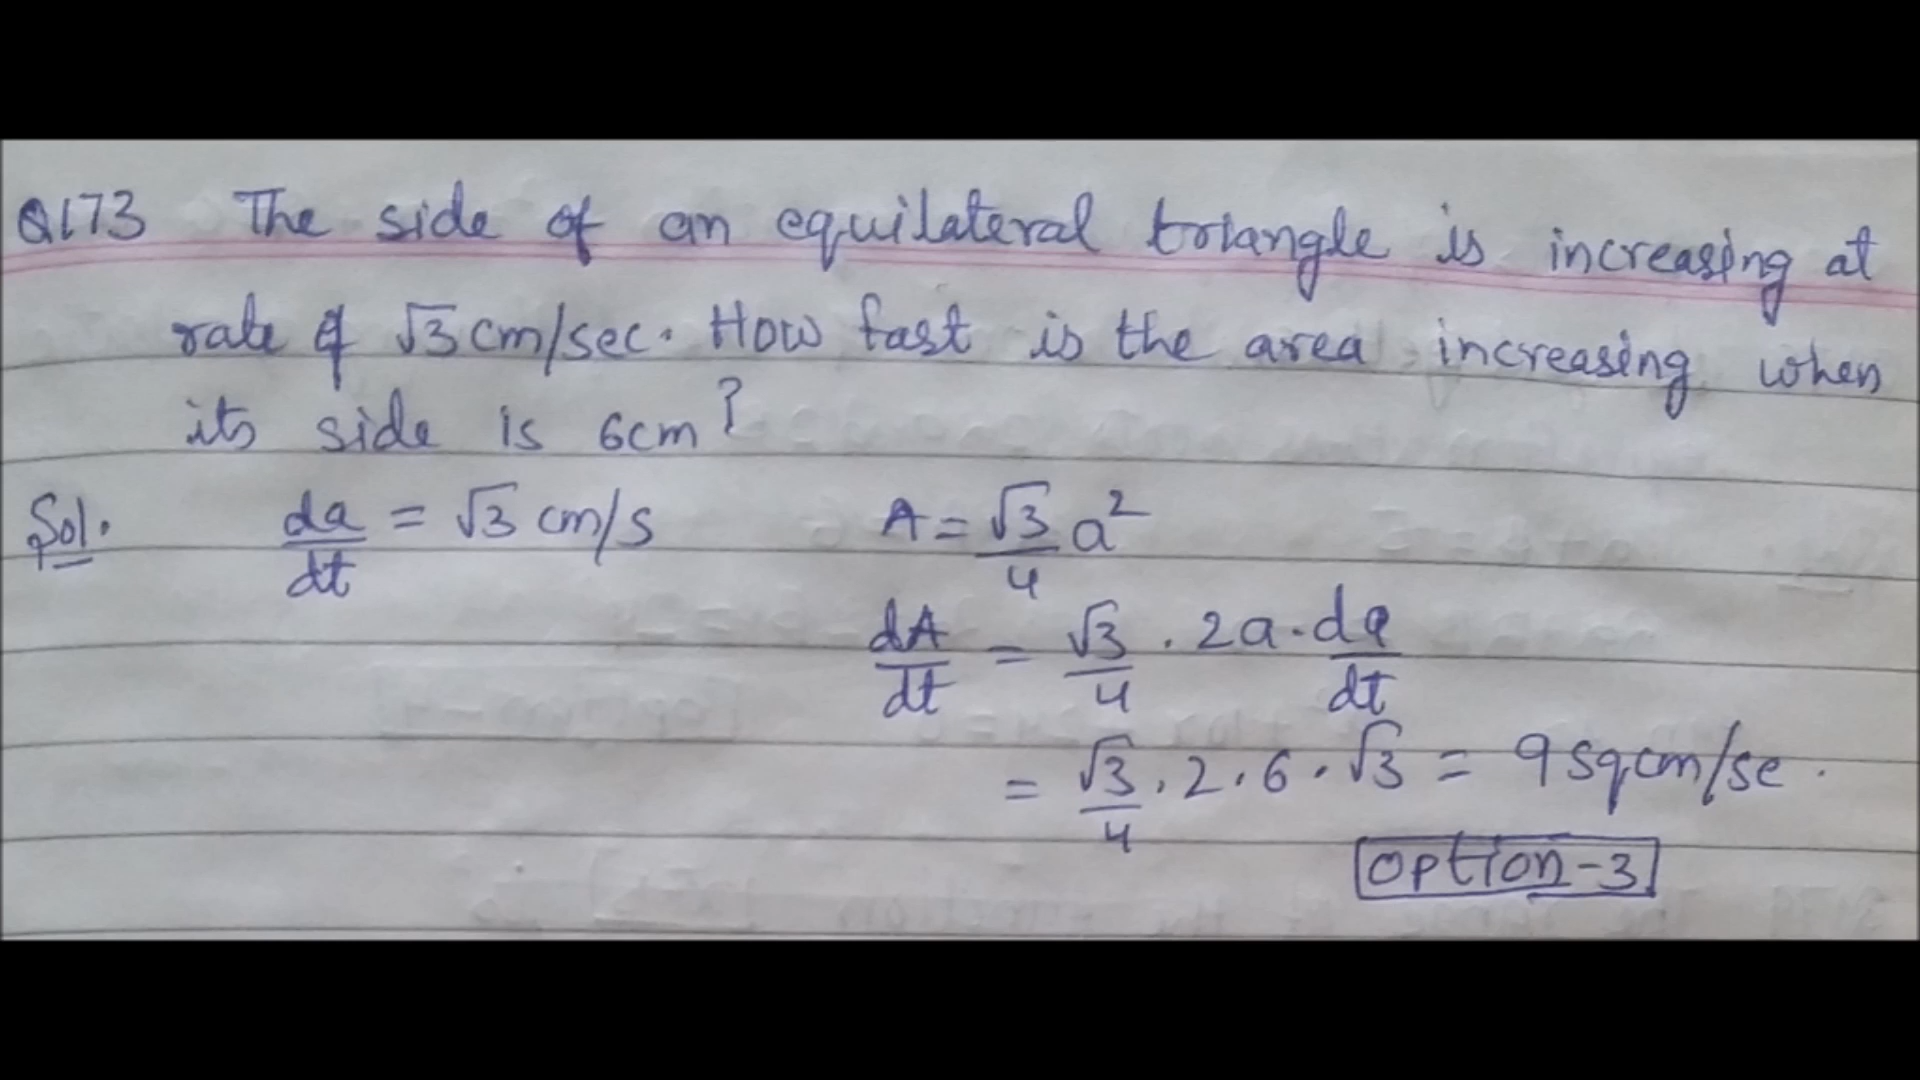 Q173 The side of an equilateral triangle is increasing at
rate of √3 cm/sec. How fast is the area increasing when
its side is 6cm?
Sol. da/dt = √3 cm/s A = √3/4 a²
dA/dt = √3/4 . 2a . da/dt
= √3/4 . 2 . 6 . √3 = 9 sqcm/se.
option-3